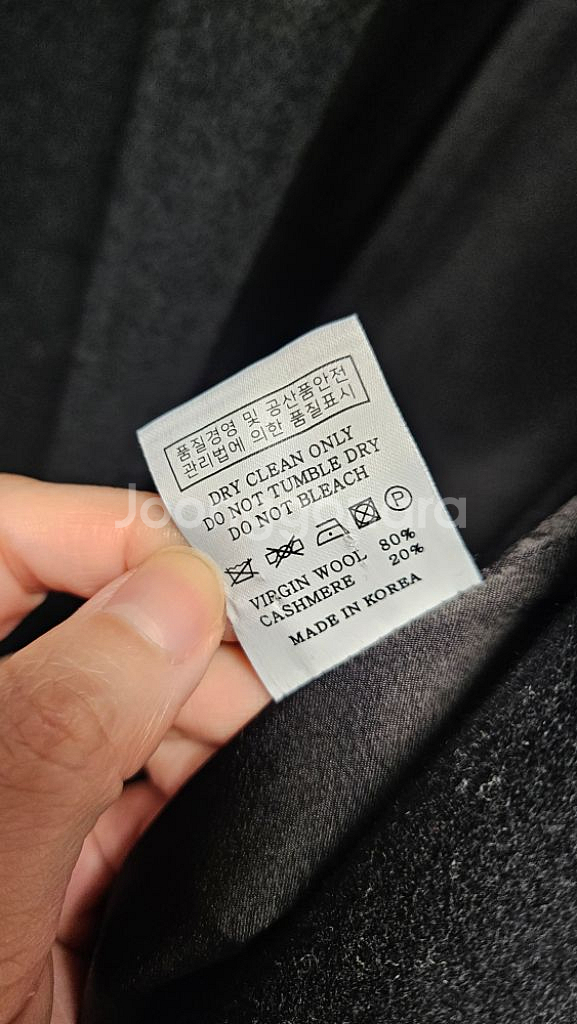 품질경영 및 공산품안전
관리법에 의한 품질표시
DRY CLEAN ONLY
DO NOT TUMBLE DRY
DO NOT BLEACH
P
VIRGIN WOOL 80%
CASHMERE 20%
MADE IN KOREA
Joonggonara